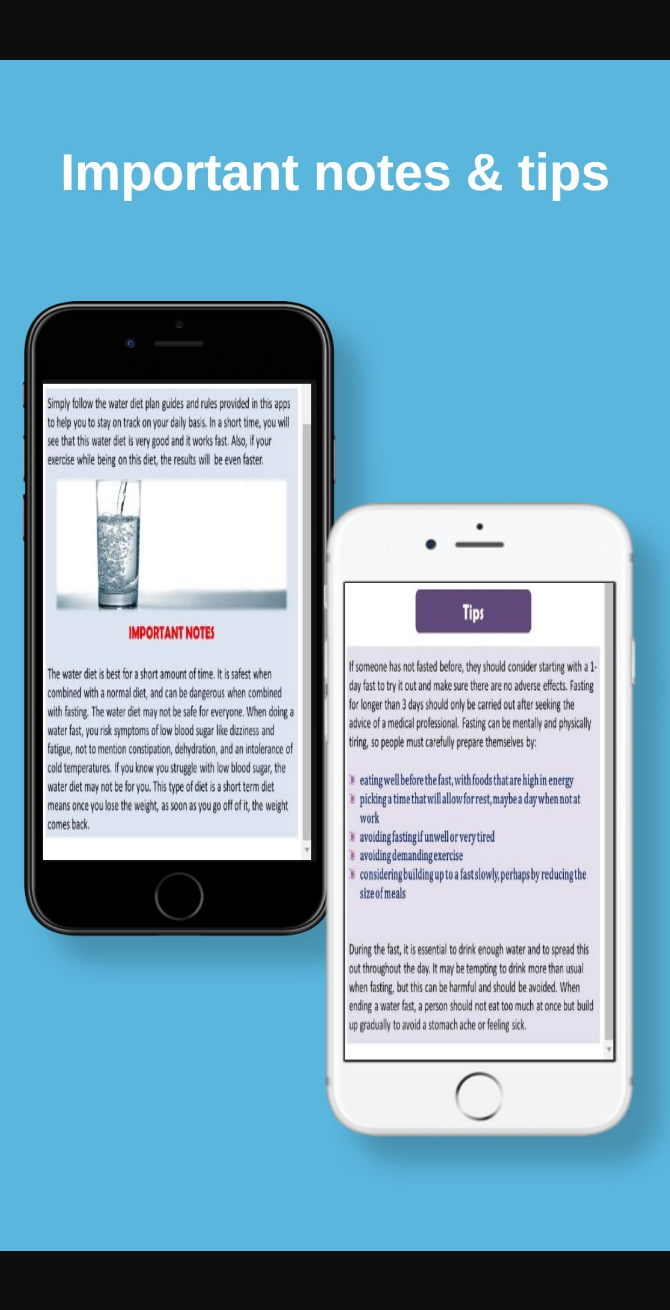 Important notes & tips
Simply follow the water diet plan guides and rules provided in this apps
to help you to stay on track on your daily basis. In a short time, you will
see that this water diet is very good and it works fast. Also, if your
exercise while being on this diet, the results will be even faster.
IMPORTANT NOTES
The water diet is best for a short amount of time. It is safest when
combined with a normal diet, and can be dangerous when combined
with fasting. The water diet may not be safe for everyone. When doing a
water fast, you risk symptoms of low blood sugar like dizziness and
fatigue, not to mention constipation, dehydration, and an intolerance of
cold temperatures. If you know you struggle with low blood sugar, the
water diet may not be for you. This type of diet is a short term diet
means once you lose the weight, as soon as you go off of it, the weight
comes back.
Tips
If someone has not fasted before, they should consider starting with a 1-
day fast to try it out and make sure there are no adverse effects. Fasting
for longer than 3 days should only be carried out after seeking the
advice of a medical professional. Fasting can be mentally and physically
tiring, so people must carefully prepare themselves by:
eating well before the fast, with foods that are high in energy
picking a time that will allow for rest, maybe a day when not at
work
avoiding fasting if unwell or very tired
avoiding demanding exercise
considering building up to a fast slowly, perhaps by reducing the
size of meals
During the fast, it is essential to drink enough water and to spread this
out throughout the day. It may be tempting to drink more than usual
when fasting, but this can be harmful and should be avoided. When
ending a water fast, a person should not eat too much at once but build
up gradually to avoid a stomach ache or feeling sick.